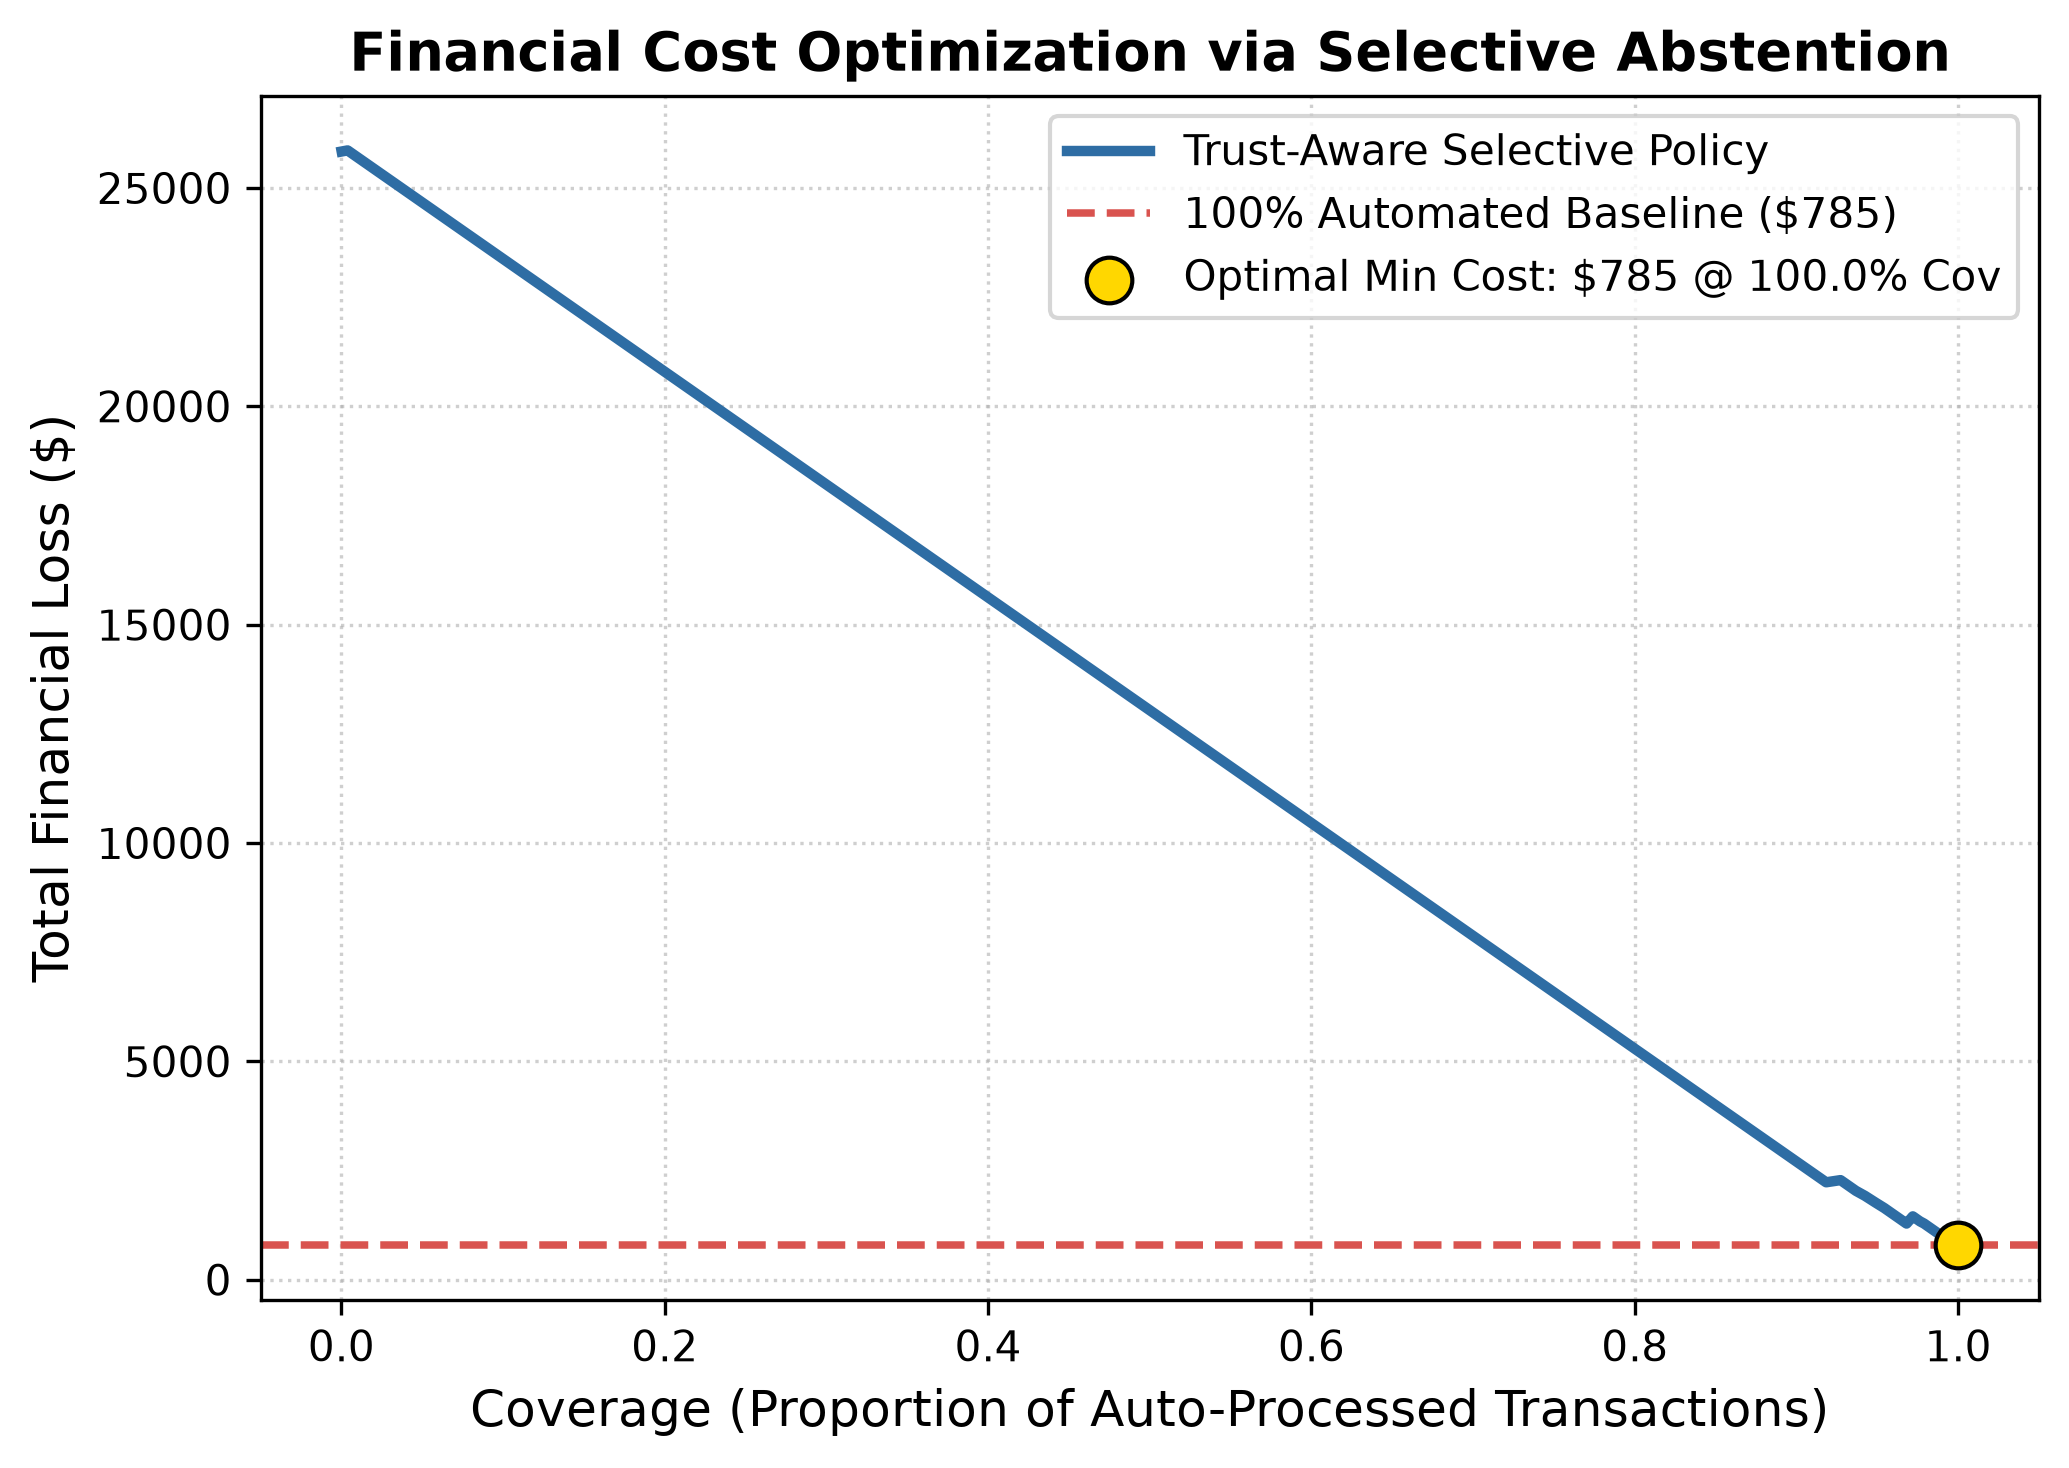 Financial Cost Optimization via Selective Abstention
Trust-Aware Selective Policy
100% Automated Baseline ($785)
Optimal Min Cost: $785 @ 100.0% Cov
Total Financial Loss ($)
25000
20000
15000
10000
5000
0
0.0 0.2 0.4 0.6 0.8 1.0
Coverage (Proportion of Auto-Processed Transactions)